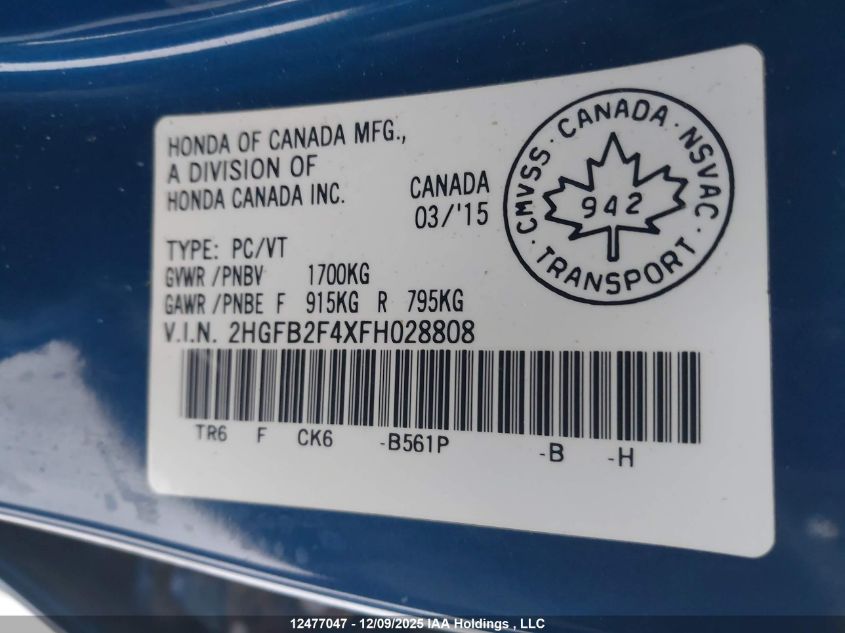 HONDA OF CANADA MFG.,
A DIVISION OF
HONDA CANADA INC.
CANADA
03/'15
CMVSS · CANADA · NSVAC · TRANSPORT ·
942
TYPE: PC/VT
GVWR /PNBV 1700KG
GAWR /PNBE F 915KG R 795KG
V.I.N. 2HGFB2F4XFH028808
TR6 F CK6 -B561P -B -H
12477047 - 12/09/2025 IAA Holdings , LLC